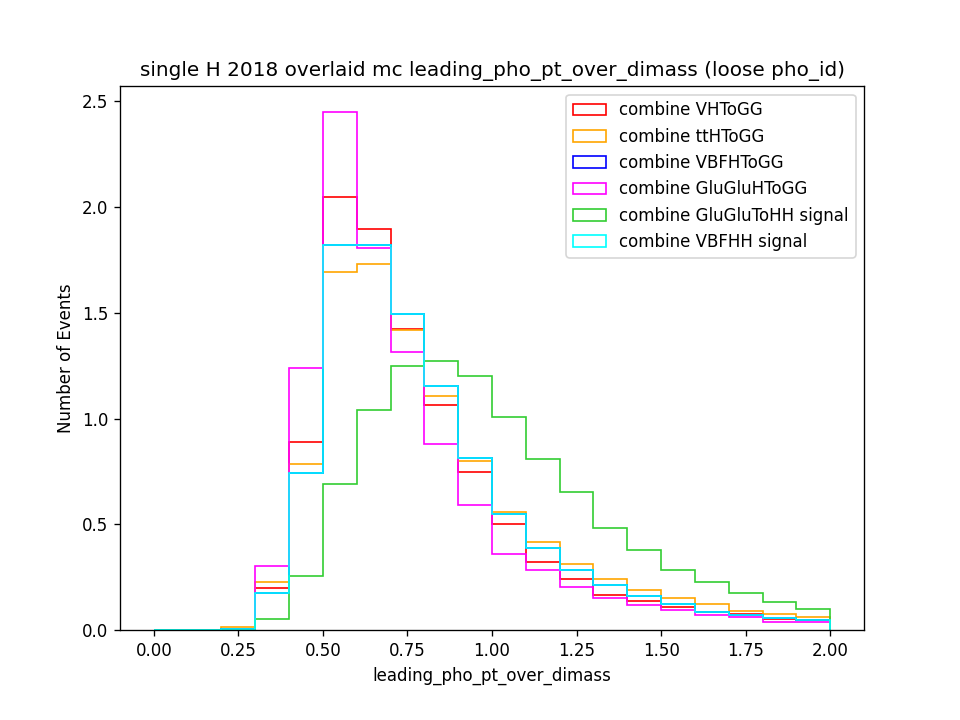 single H 2018 overlaid mc leading_pho_pt_over_dimass (loose pho_id)
combine VHToGG
combine ttHToGG
combine VBFHToGG
combine GluGluHToGG
combine GluGluToHH signal
combine VBFHH signal
Number of Events
2.5
2.0
1.5
1.0
0.5
0.0
0.00 0.25 0.50 0.75 1.00 1.25 1.50 1.75 2.00
leading_pho_pt_over_dimass